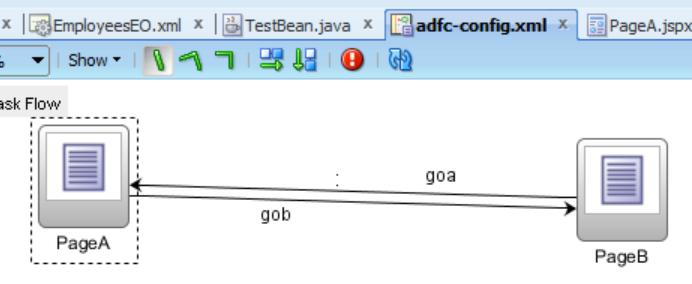 x EmployeesEO.xml x TestBean.java x adfc-config.xml x PageA.jspx
% Show
ask Flow
: goa
gob
PageA
PageB